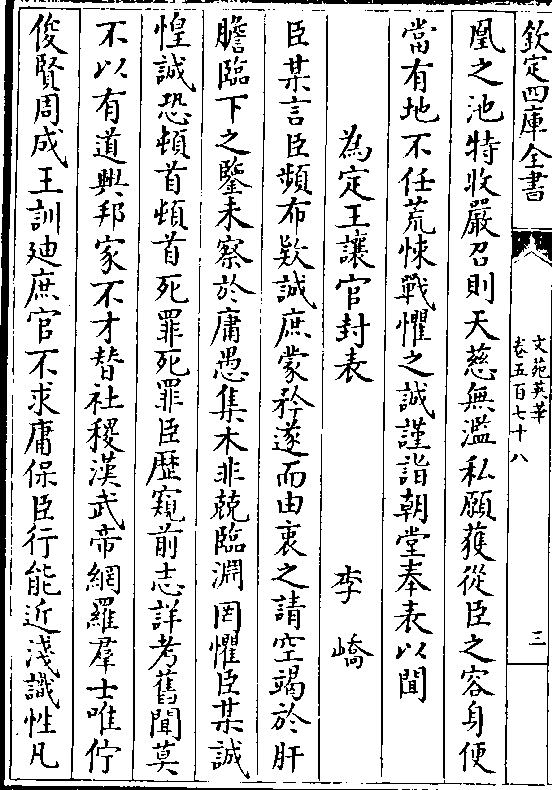 欽定四庫全書
文苑英華
卷五百七十八
三
凰之池特收嚴召則天慈無濫私願獲從臣之容身便
當有地不任荒悚戰懼之誠謹詣朝堂奉表以聞
為定王讓官封表 李嶠
臣某言臣頻布欵誠庶蒙矜遂而由衷之請空竭於肝
膽臨下之鑒未察於庸愚集木非兢臨淵罔懼臣某誠
惶誠恐頓首頓首死罪死罪臣歴窺前志詳考舊聞莫
不以有道興邦家不才替社稷漢武帝網羅羣士唯佇
俊賢周成王訓迪庶官不求庸保臣行能近淺識性凡